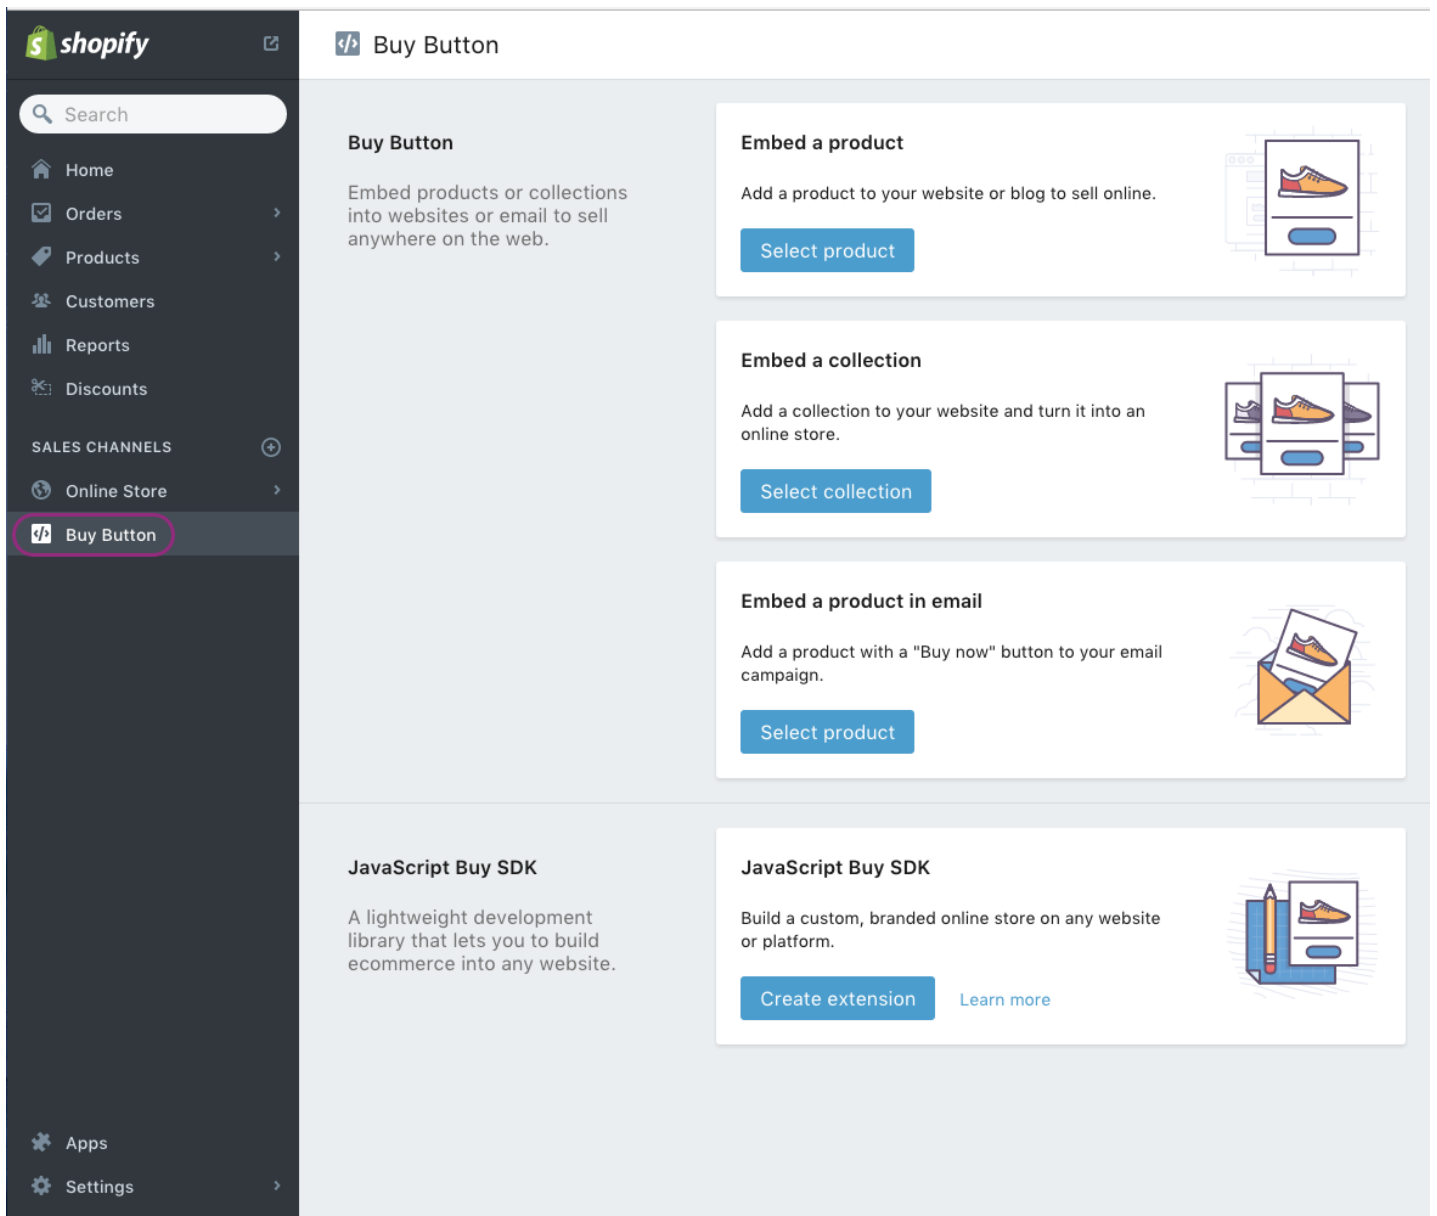 shopify
Search
Home
Orders
Products
Customers
Reports
Discounts
SALES CHANNELS
Online Store
Buy Button
Apps
Settings
Buy Button
Buy Button
Embed products or collections
into websites or email to sell
anywhere on the web.
Embed a product
Add a product to your website or blog to sell online.
Select product
Embed a collection
Add a collection to your website and turn it into an
online store.
Select collection
Embed a product in email
Add a product with a "Buy now" button to your email
campaign.
Select product
JavaScript Buy SDK
A lightweight development
library that lets you to build
ecommerce into any website.
JavaScript Buy SDK
Build a custom, branded online store on any website
or platform.
Create extension
Learn more